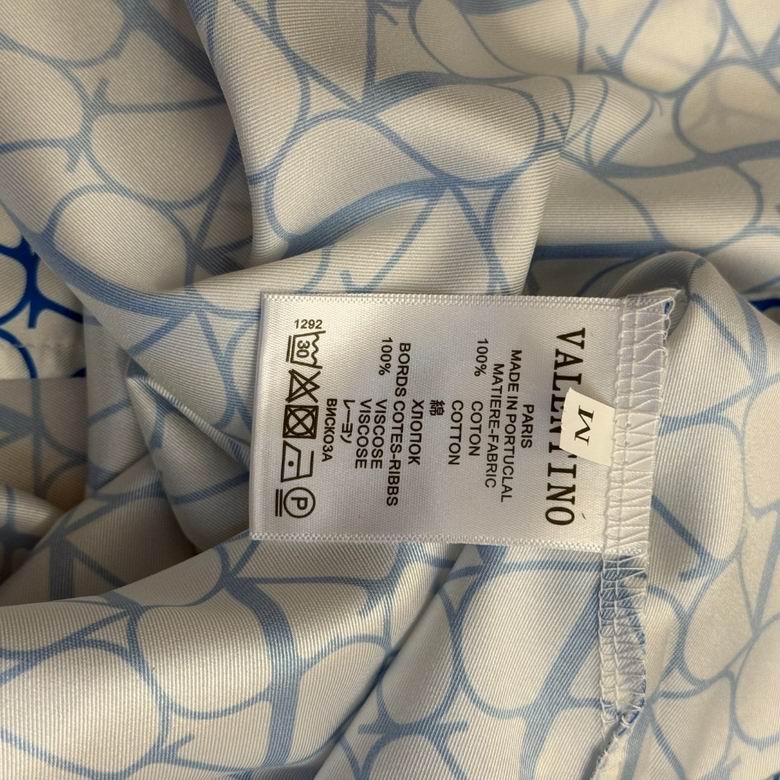 VALENTINO
M
PARIS
MADE IN PORTUCLAL
MATIERE-FABRIC
100% COTON
COTTON
綿
ХЛОПОК
BORDS COTES-RIBBS
100% VISCOSE
VISCOSE
レーヨン
ВИСКОЗА
1292
30
P